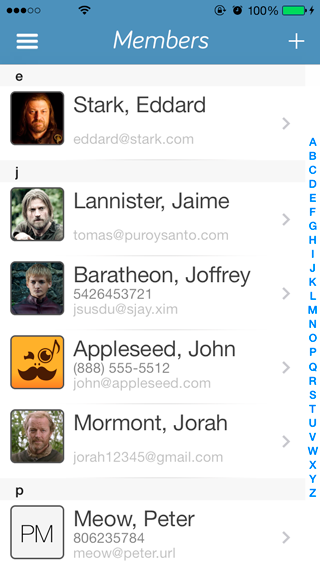 100%
Members
e
Stark, Eddard
eddard@stark.com
j
Lannister, Jaime
tomas@puroysanto.com
Baratheon, Joffrey
5426453721
jsusdu@sjay.xim
Appleseed, John
(888) 555-5512
john@appleseed.com
Mormont, Jorah
jorah12345@gmail.com
p
PM
Meow, Peter
806235784
meow@peter.url
A
B
C
D
E
F
G
H
I
J
K
L
M
N
O
P
Q
R
S
T
U
V
W
X
Y
Z